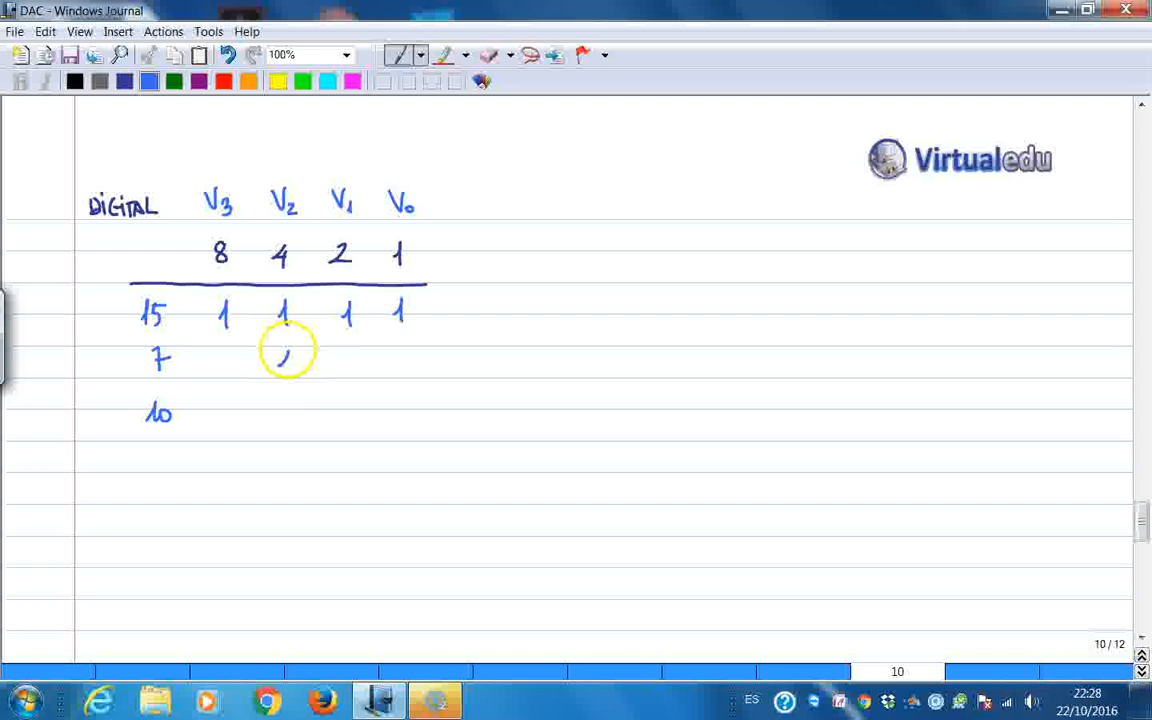 DAC - Windows Journal
File Edit View Insert Actions Tools Help
100%
Virtualedu
DIGITAL V3 V2 V1 V0
8 4 2 1
15 1 1 1 1
7
10
10 / 12
10
ES
22:28
22/10/2016